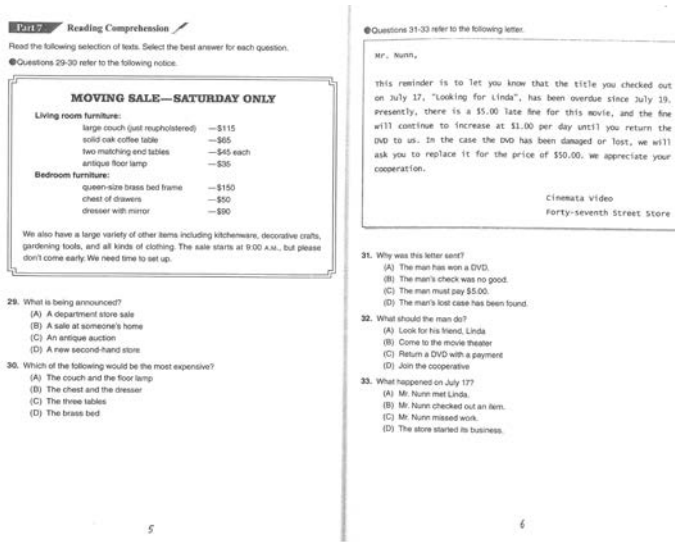 Part 7 Reading Comprehension
Read the following selection of texts. Select the best answer for each question.
Questions 29-30 refer to the following notice.
MOVING SALE—SATURDAY ONLY
Living room furniture:
large couch (just reupholstered) —$115
solid oak coffee table —$65
two matching end tables —$45 each
antique floor lamp —$35
Bedroom furniture:
queen-size brass bed frame —$150
chest of drawers —$50
dresser with mirror —$90
We also have a large variety of other items including kitchenware, decorative crafts,
gardening tools, and all kinds of clothing. The sale starts at 9:00 A.M., but please
don't come early. We need time to set up.
29. What is being announced?
(A) A department store sale
(B) A sale at someone's home
(C) An antique auction
(D) A new second-hand store
30. Which of the following would be the most expensive?
(A) The couch and the floor lamp
(B) The chest and the dresser
(C) The three tables
(D) The brass bed
5
Questions 31-33 refer to the following letter.
Mr. Nunn,
This reminder is to let you know that the title you checked out
on July 17, "Looking for Linda", has been overdue since July 19.
Presently, there is a $5.00 late fine for this movie, and the fine
will continue to increase at $1.00 per day until you return the
DVD to us. In the case the DVD has been damaged or lost, we will
ask you to replace it for the price of $50.00. We appreciate your
cooperation.
Cinemata Video
Forty-seventh Street Store
31. Why was this letter sent?
(A) The man has won a DVD.
(B) The man's check was no good.
(C) The man must pay $5.00.
(D) The man's lost case has been found.
32. What should the man do?
(A) Look for his friend, Linda
(B) Come to the movie theater
(C) Return a DVD with a payment
(D) Join the cooperative
33. What happened on July 17?
(A) Mr. Nunn met Linda.
(B) Mr. Nunn checked out an item.
(C) Mr. Nunn missed work.
(D) The store started its business.
6